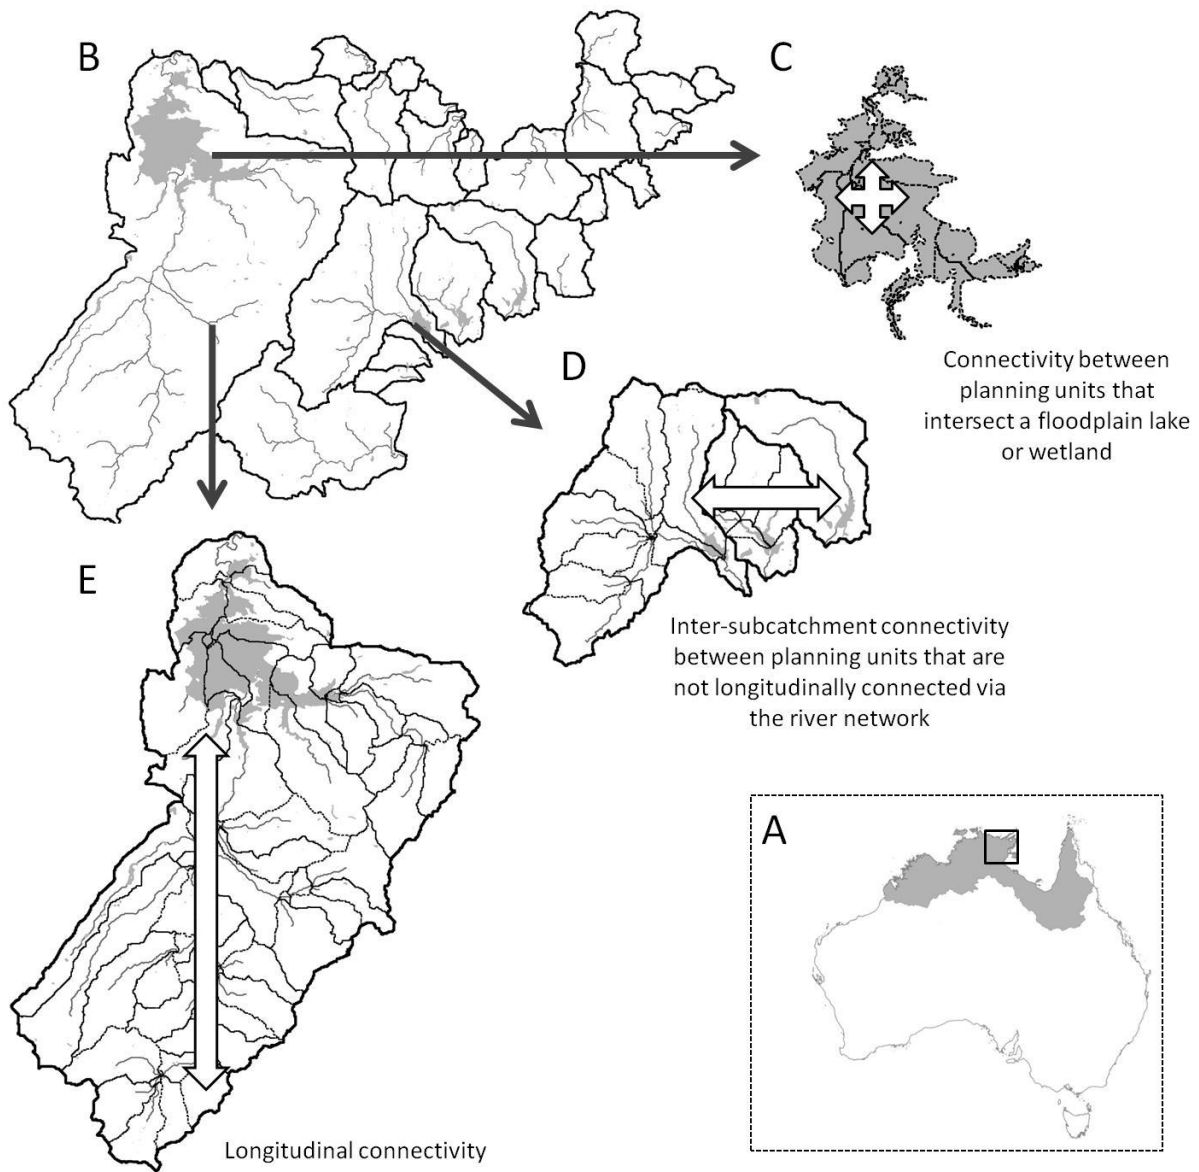 B
C
Connectivity between
planning units that
intersect a floodplain lake
or wetland
D
Inter-subcatchment connectivity
between planning units that are
not longitudinally connected via
the river network
E
Longitudinal connectivity
A